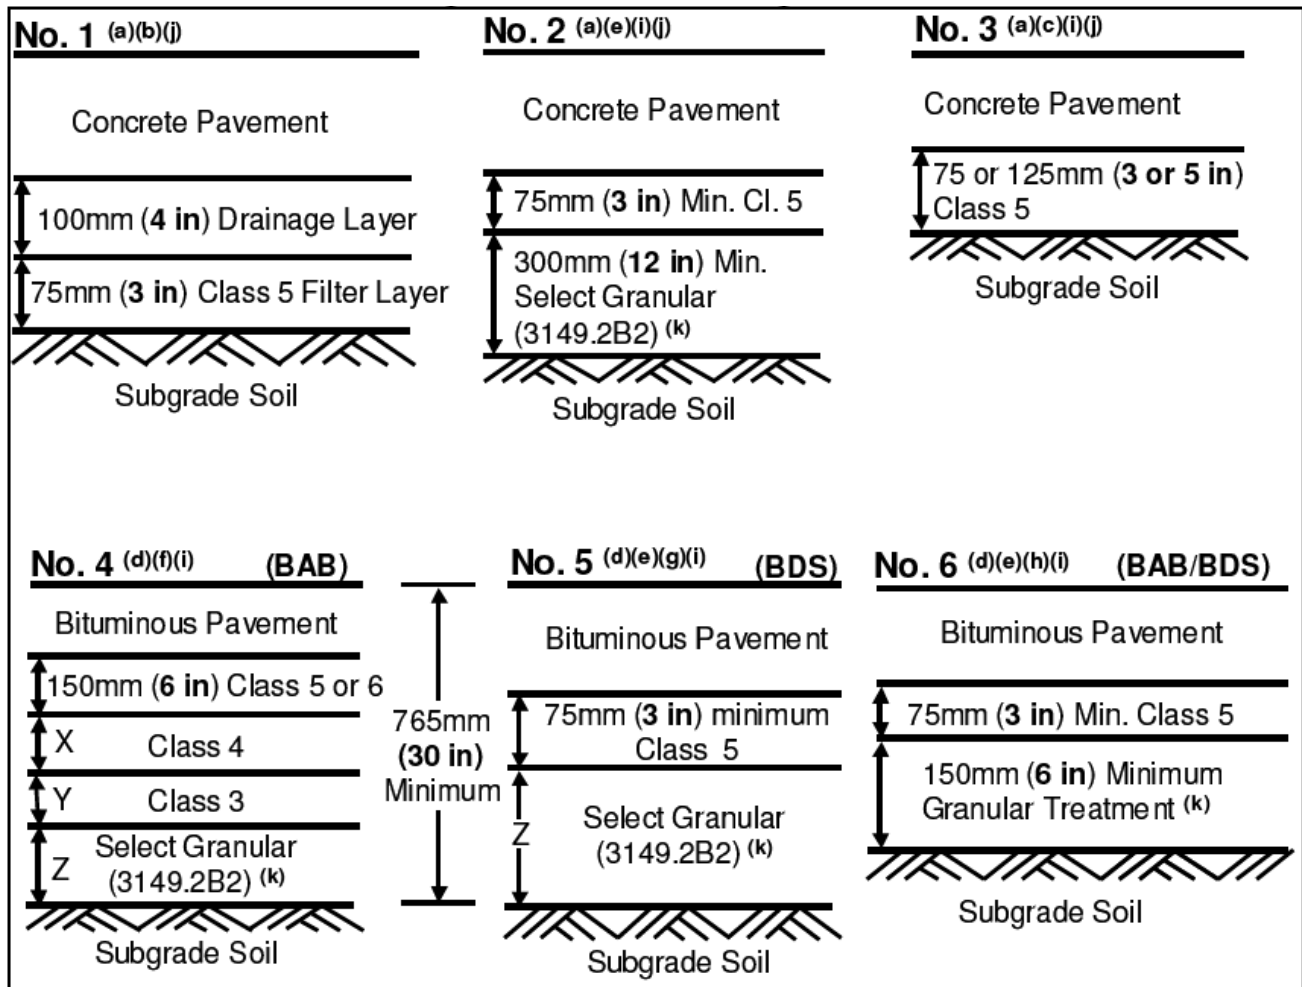 No. 1 (a)(b)(j)
Concrete Pavement
100mm (4 in) Drainage Layer
75mm (3 in) Class 5 Filter Layer
Subgrade Soil
No. 2 (a)(e)(i)(j)
Concrete Pavement
75mm (3 in) Min. Cl. 5
300mm (12 in) Min.
Select Granular
(3149.2B2) (k)
Subgrade Soil
No. 3 (a)(c)(i)(j)
Concrete Pavement
75 or 125mm (3 or 5 in)
Class 5
Subgrade Soil
No. 4 (d)(f)(i) (BAB)
Bituminous Pavement
150mm (6 in) Class 5 or 6
X Class 4
Y Class 3
Select Granular
Z (3149.2B2) (k)
Subgrade Soil
765mm
(30 in)
Minimum
No. 5 (d)(e)(g)(i) (BDS)
Bituminous Pavement
75mm (3 in) minimum
Class 5
Select Granular
Z (3149.2B2) (k)
Subgrade Soil
No. 6 (d)(e)(h)(i) (BAB/BDS)
Bituminous Pavement
75mm (3 in) Min. Class 5
150mm (6 in) Minimum
Granular Treatment (k)
Subgrade Soil